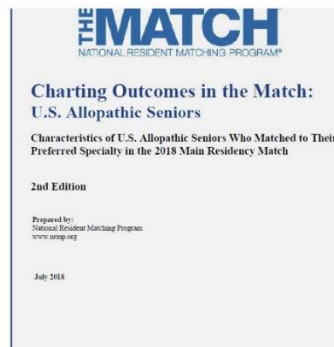 THE MATCH
NATIONAL RESIDENT MATCHING PROGRAM®
Charting Outcomes in the Match:
U.S. Allopathic Seniors
Characteristics of U.S. Allopathic Seniors Who Matched to Their
Preferred Specialty in the 2018 Main Residency Match
2nd Edition
Prepared by:
National Resident Matching Program
www.nrmp.org
July 2018